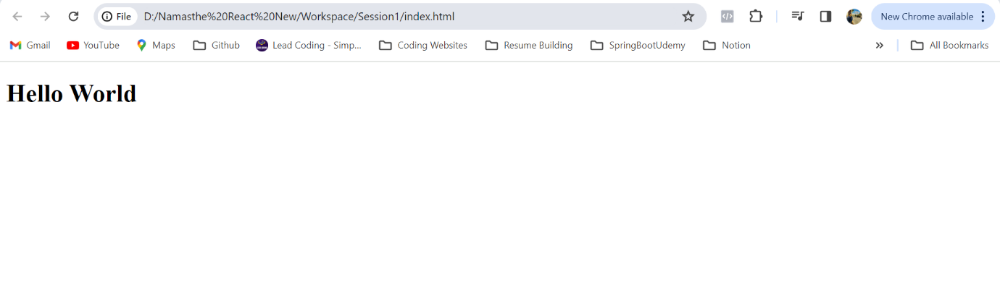 File D:/Namasthe%20React%20New/Workspace/Session1/index.html New Chrome available
Gmail YouTube Maps Github Lead Coding - Simp... Coding Websites Resume Building SpringBootUdemy Notion All Bookmarks
Hello World